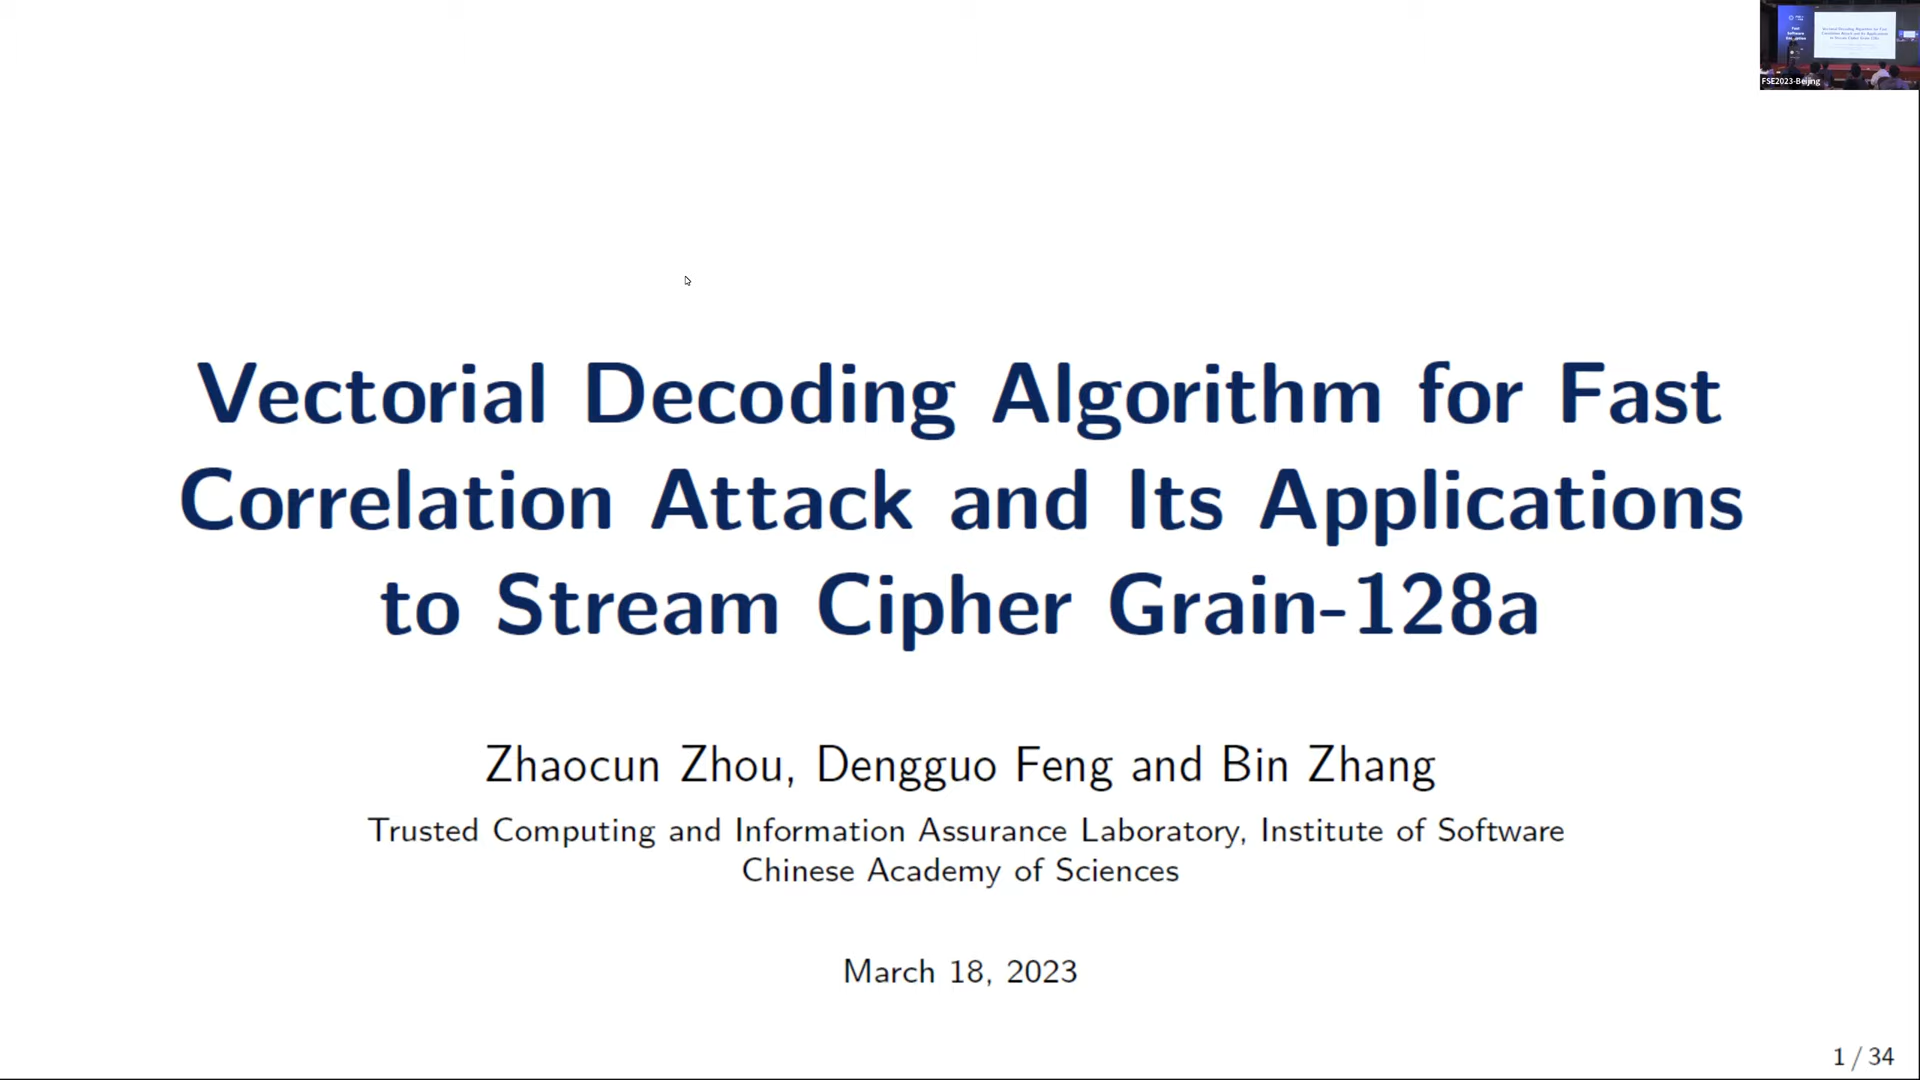 FSE2023-Beijing
Vectorial Decoding Algorithm for Fast
Correlation Attack and Its Applications
to Stream Cipher Grain-128a
Zhaocun Zhou, Dengguo Feng and Bin Zhang
Trusted Computing and Information Assurance Laboratory, Institute of Software
Chinese Academy of Sciences
March 18, 2023
1 / 34